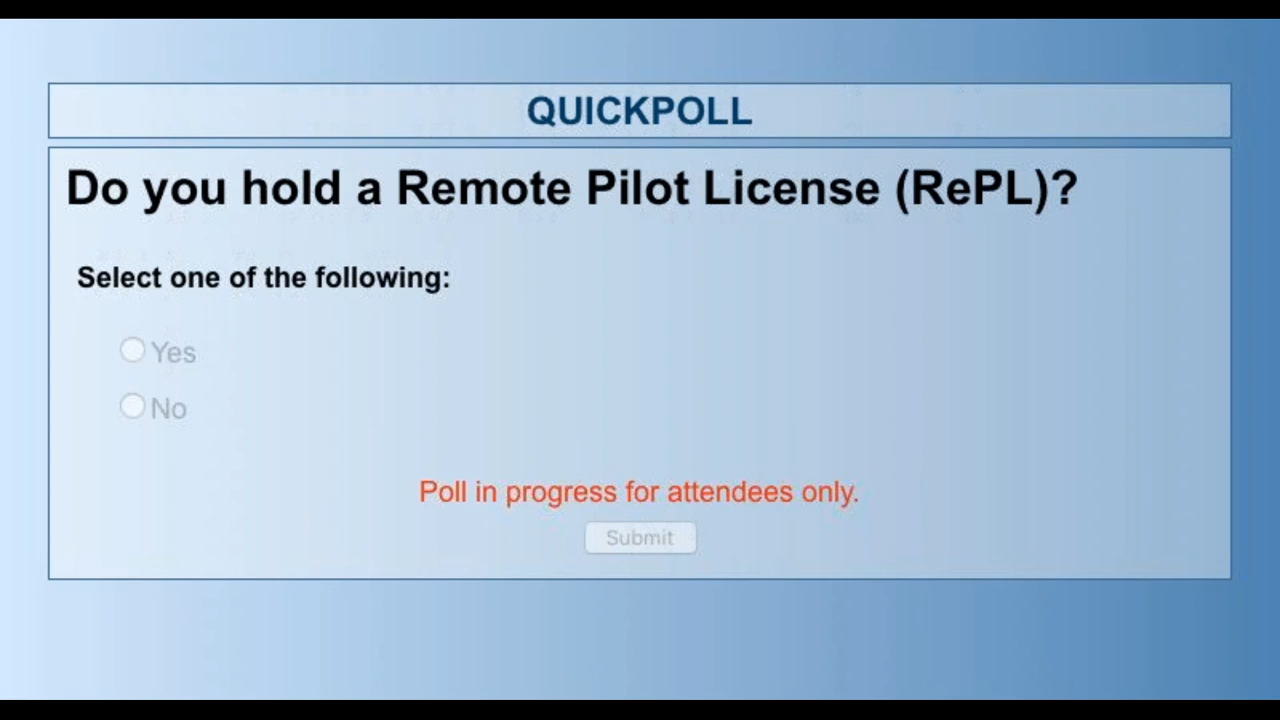 QUICKPOLL
Do you hold a Remote Pilot License (RePL)?
Select one of the following:
Yes
No
Poll in progress for attendees only.
Submit